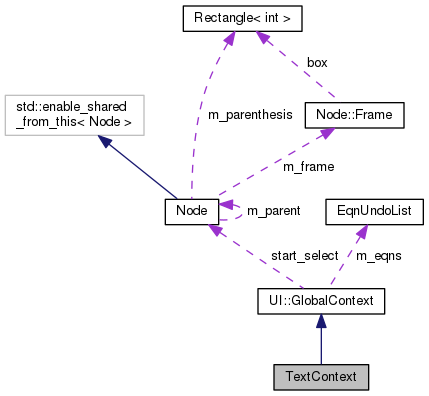 Rectangle< int >
box
std::enable_shared
_from_this< Node >
m_parenthesis
Node::Frame
m_frame
Node
m_parent
EqnUndoList
start_select
m_eqns
UI::GlobalContext
TextContext